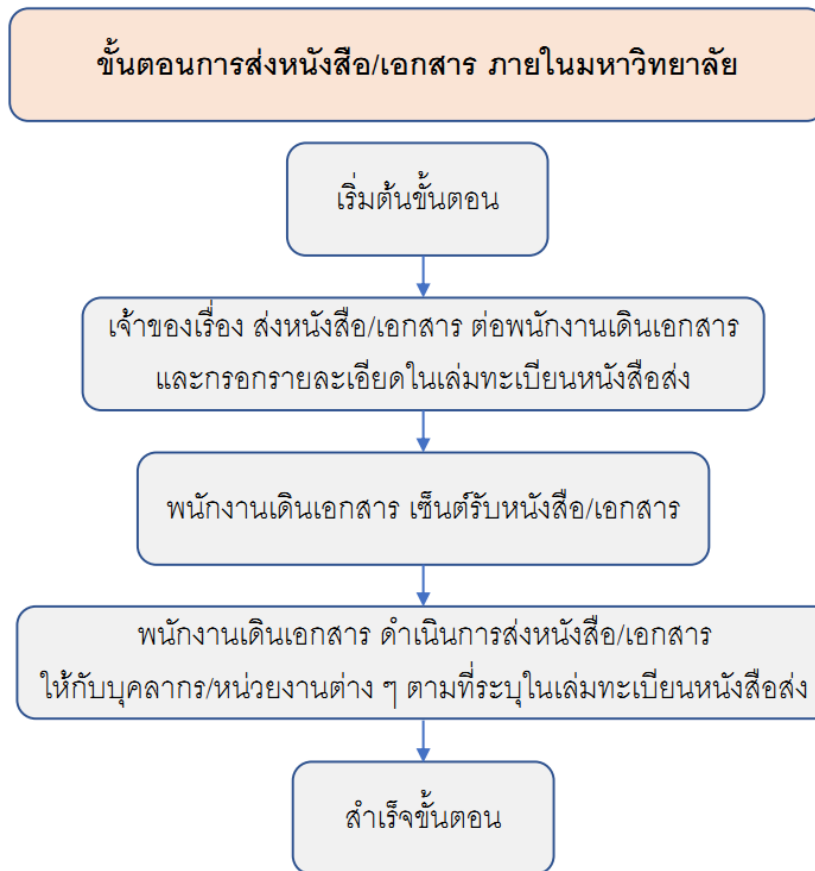 ขั้นตอนการส่งหนังสือ/เอกสาร ภายในมหาวิทยาลัย
เริ่มต้นขั้นตอน
เจ้าของเรื่อง ส่งหนังสือ/เอกสาร ต่อพนักงานเดินเอกสาร
และกรอกรายละเอียดในเล่มทะเบียนหนังสือส่ง
พนักงานเดินเอกสาร เซ็นต์รับหนังสือ/เอกสาร
พนักงานเดินเอกสาร ดำเนินการส่งหนังสือ/เอกสาร
ให้กับบุคลากร/หน่วยงานต่าง ๆ ตามที่ระบุในเล่มทะเบียนหนังสือส่ง
สำเร็จขั้นตอน